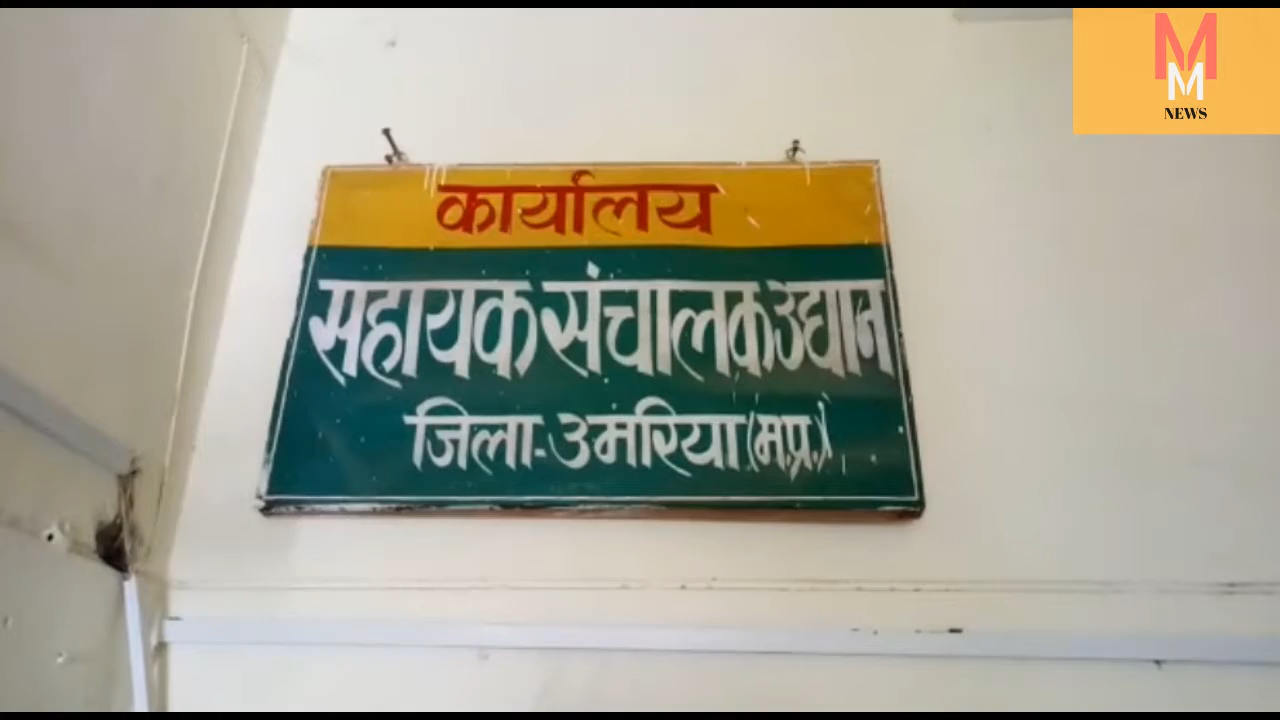 कार्यालय
सहायक संचालक उद्यान
जिला-उमरिया (म.प्र.)
MM
NEWS